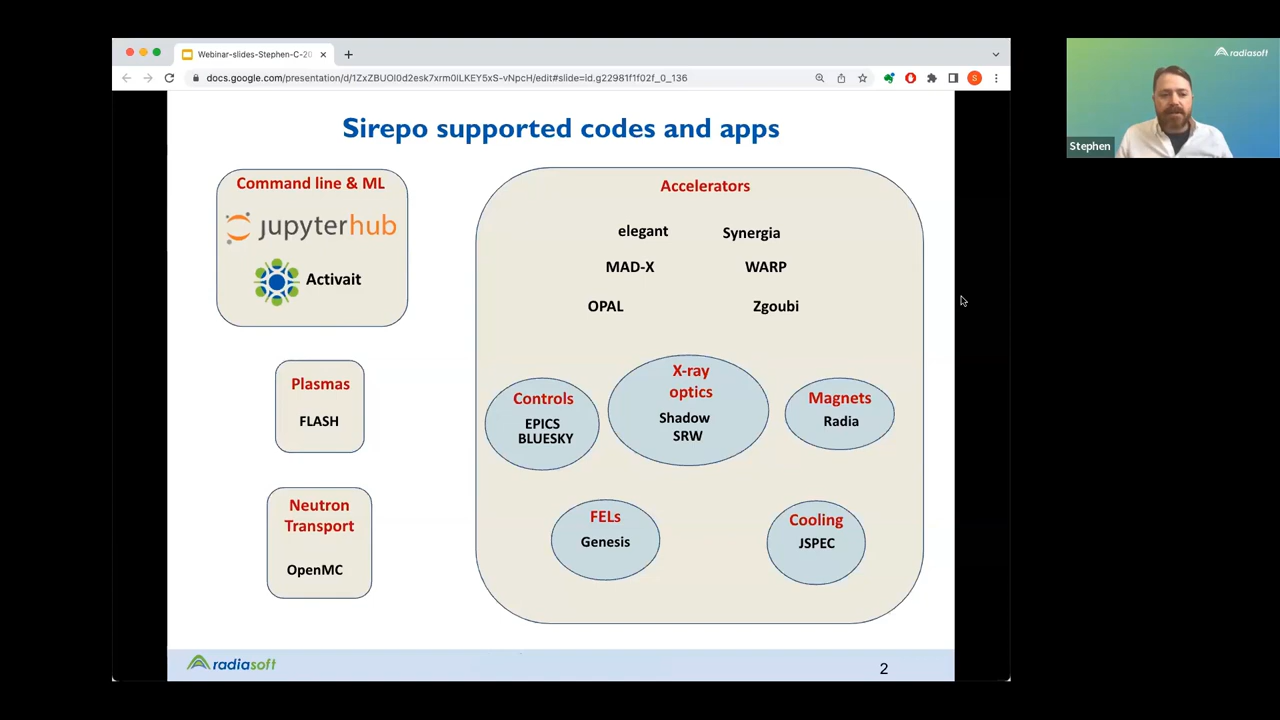 Webinar-slides-Stephen-C-20
docs.google.com/presentation/d/1ZxZBUOI0d2esk7xrm0lLKEY5xS-vNpcH/edit#slide=id.g22981f1f02f_0_136
S
radiasoft
Stephen
Sirepo supported codes and apps
Command line & ML
jupyterhub
Activait
Plasmas
FLASH
Neutron
Transport
OpenMC
Accelerators
elegant
Synergia
MAD-X
WARP
OPAL
Zgoubi
Controls
EPICS
BLUESKY
X-ray
optics
Shadow
SRW
Magnets
Radia
FELs
Genesis
Cooling
JSPEC
radiasoft
2